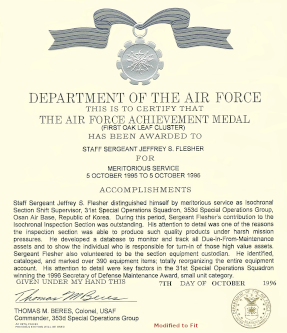 DEPARTMENT OF THE AIR FORCE
THIS IS TO CERTIFY THAT
THE AIR FORCE ACHIEVEMENT MEDAL
(FIRST OAK LEAF CLUSTER)
HAS BEEN AWARDED TO
STAFF SERGEANT JEFFREY S. FLESHER
FOR
MERITORIOUS SERVICE
5 OCTOBER 1995 TO 5 OCTOBER 1996
ACCOMPLISHMENTS
Staff Sergeant Jeffrey S. Flesher distinguished himself by meritorious service as Isochronal
Section Shift Supervisor, 31st Special Operations Squadron, 353d Special Operations Group,
Osan Air Base, Republic of Korea. During this period, Sergeant Flesher's contribution to the
Isochronal Inspection Section was outstanding. His attention to detail was one of the reasons
the inspection section was able to produce such quality products under harsh mission
pressures. He developed a database to monitor and track all Due-In-From-Maintenance
assets and to show the individual who is responsible for turn-in of those high value assets.
Sergeant Flesher also volunteered to be the section equipment custodian. He identified,
cataloged, and marked over 390 equipment items; totally reorganizing the entire equipment
account. His attention to detail were key factors in the 31st Special Operations Squadron
winning the 1996 Secretary of Defense Maintenance Award, small unit category.
GIVEN UNDER MY HAND THIS 7TH DAY OF OCTOBER 1996
Thomas M Beres
THOMAS M. BERES, Colonel, USAF
Commander, 353d Special Operations Group
Modified to Fit